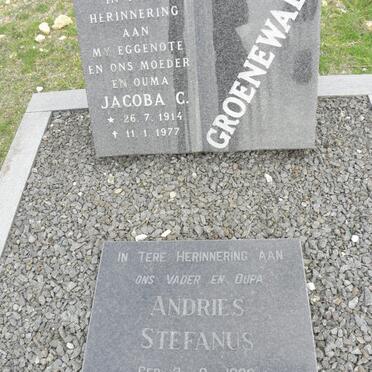 HERINNERING
AAN
MY EGGENOTE
EN ONS MOEDER
EN OUMA
JACOBA C.
* 26. 7. 1914
† 11. 1. 1977
IN TERE HERINNERING AAN
ONS VADER EN OUPA
ANDRIES
STEFANUS